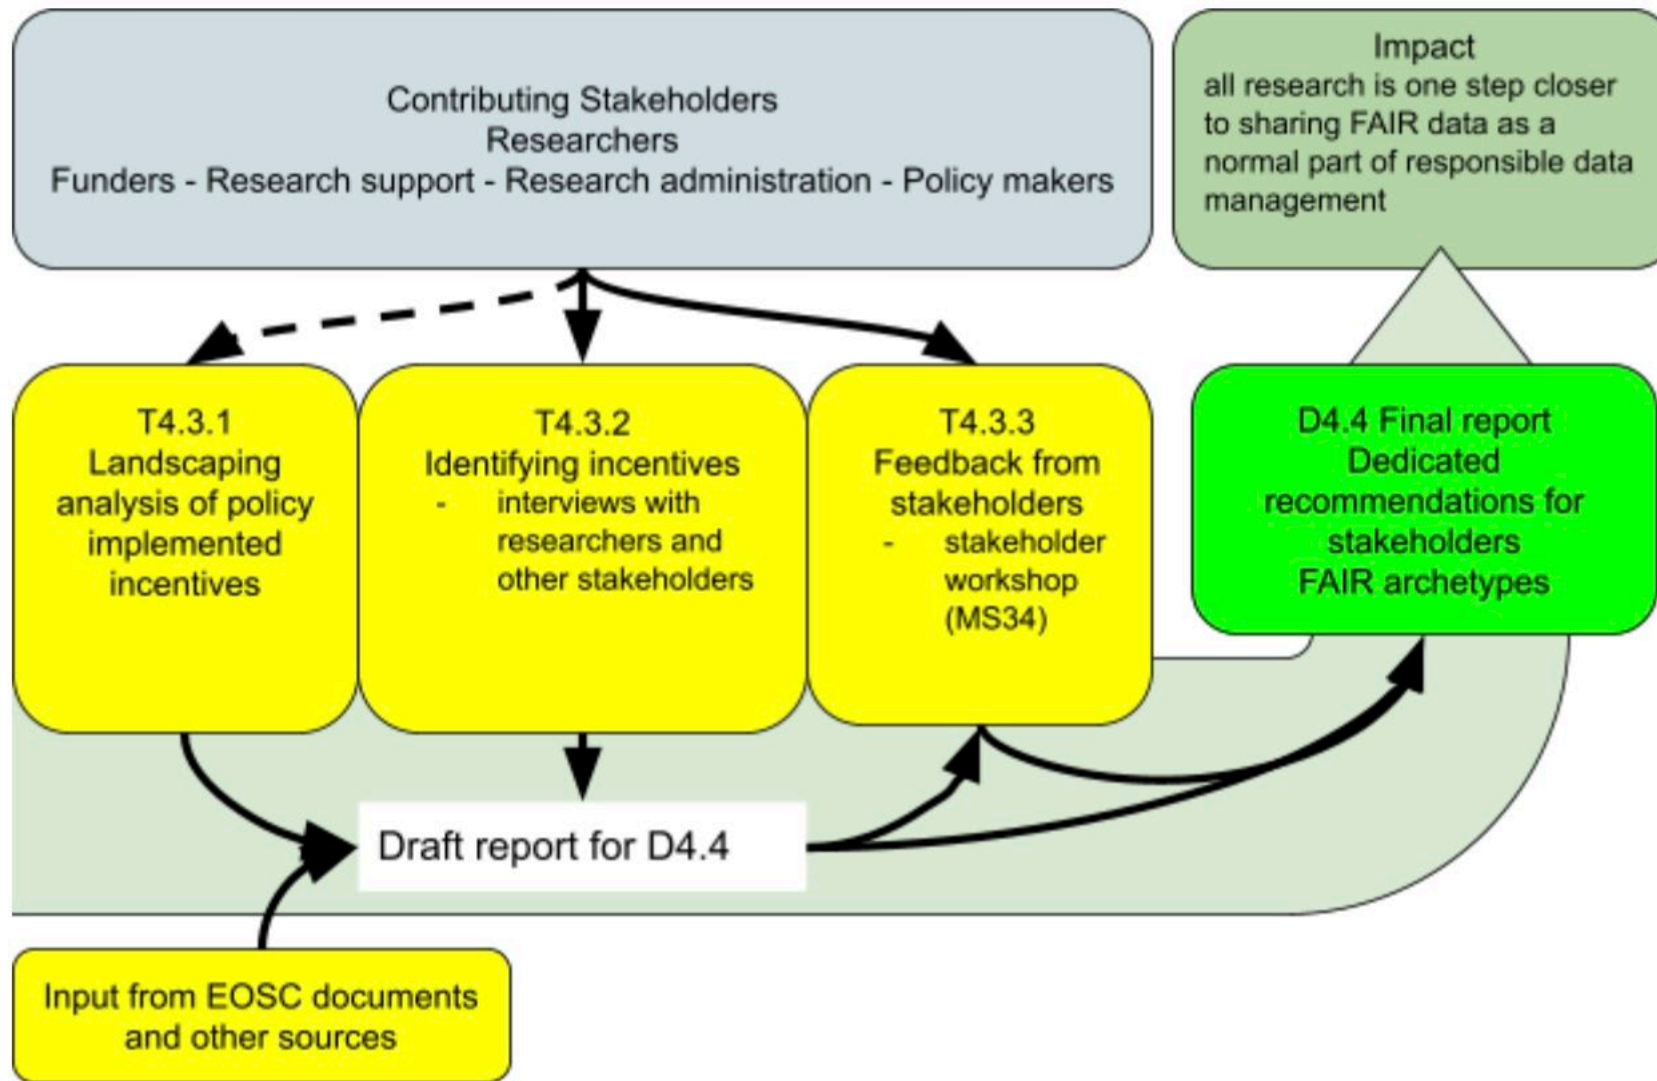 Contributing Stakeholders
Researchers
Funders - Research support - Research administration - Policy makers
Impact
all research is one step closer
to sharing FAIR data as a
normal part of responsible data
management
T4.3.1
Landscaping
analysis of policy
implemented
incentives
T4.3.2
Identifying incentives
- interviews with
researchers and
other stakeholders
T4.3.3
Feedback from
stakeholders
- stakeholder
workshop
(MS34)
D4.4 Final report
Dedicated
recommendations for
stakeholders
FAIR archetypes
Draft report for D4.4
Input from EOSC documents
and other sources